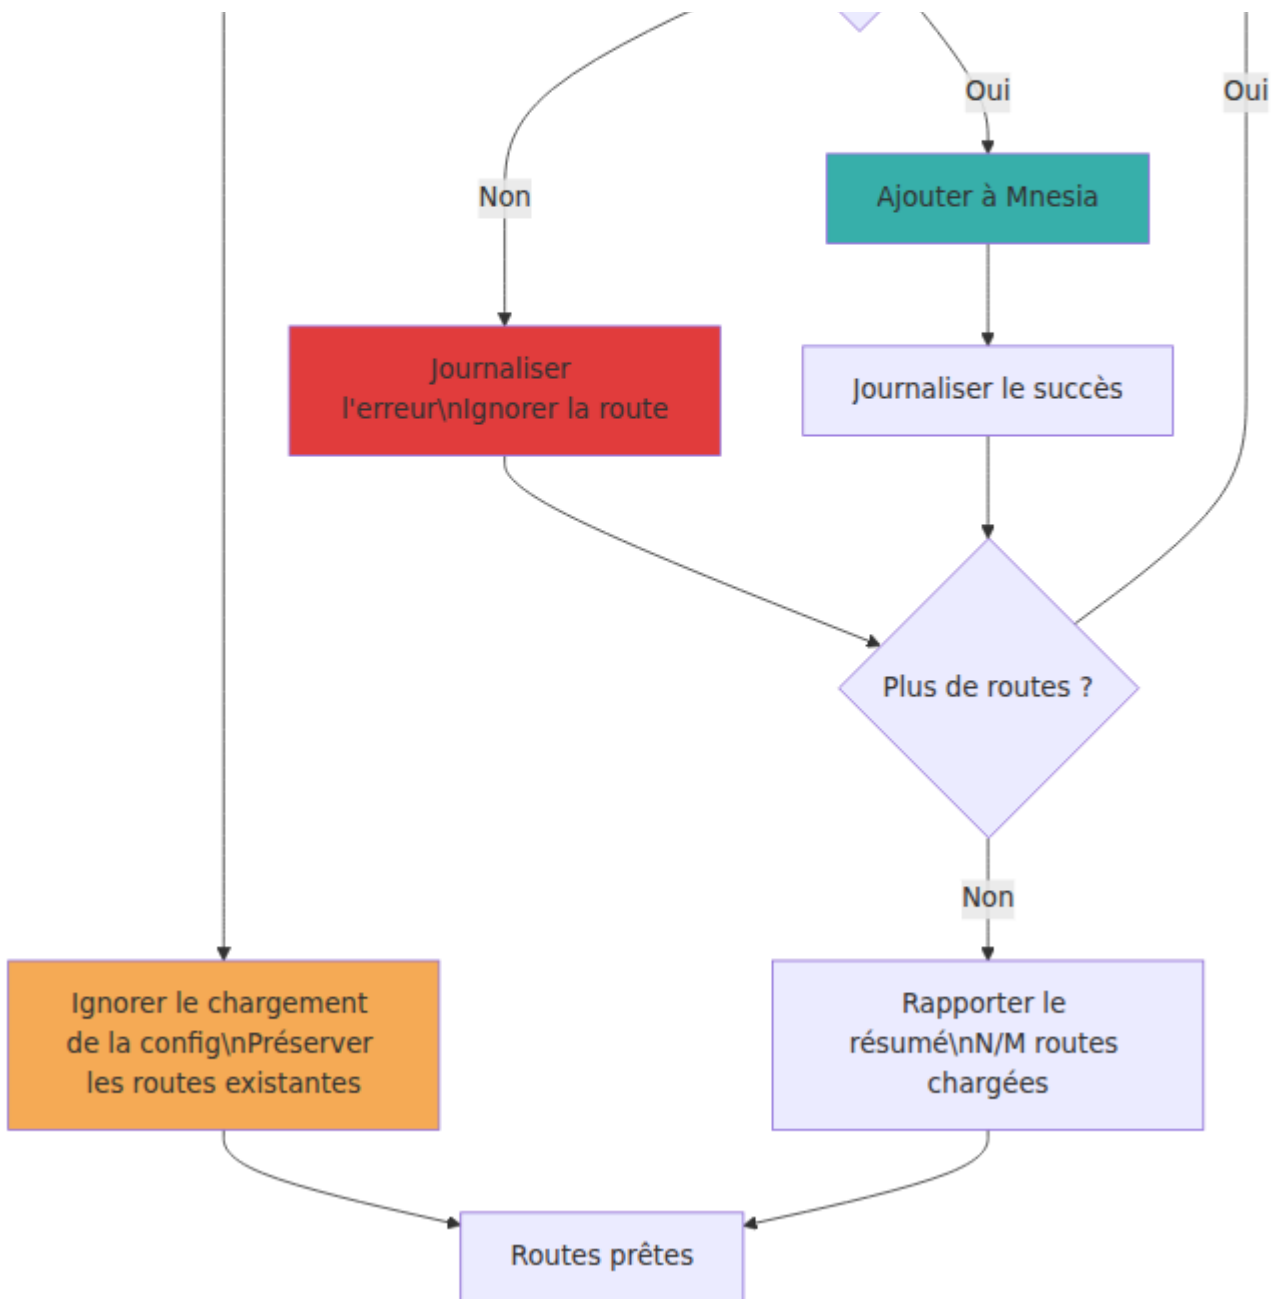 Oui
Oui
Non
Ajouter à Mnesia
Journaliser
l'erreur\nIgnorer la route
Journaliser le succès
Plus de routes ?
Non
Ignorer le chargement
de la config\nPréserver
les routes existantes
Rapporter le
résumé\nN/M routes
chargées
Routes prêtes